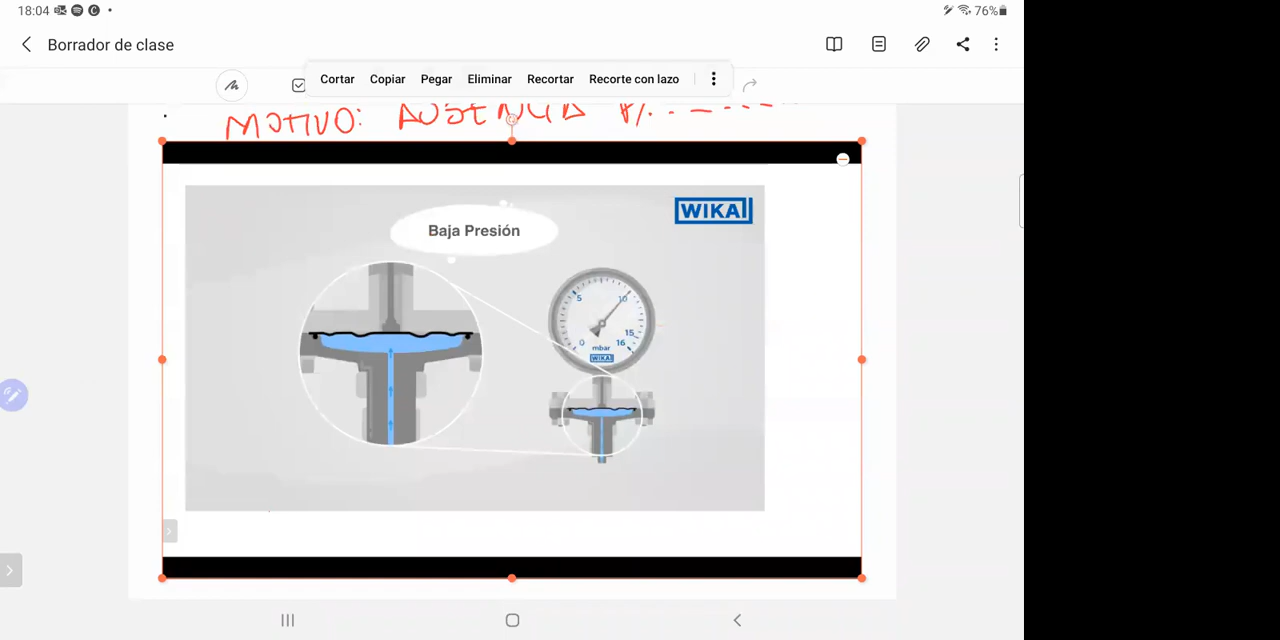 18:04 76%
Borrador de clase
Cortar Copiar Pegar Eliminar Recortar Recorte con lazo
MOTIVO: AUSENCIA
WIKA
Baja Presión
5 10
15
0 mbar 16
WIKA